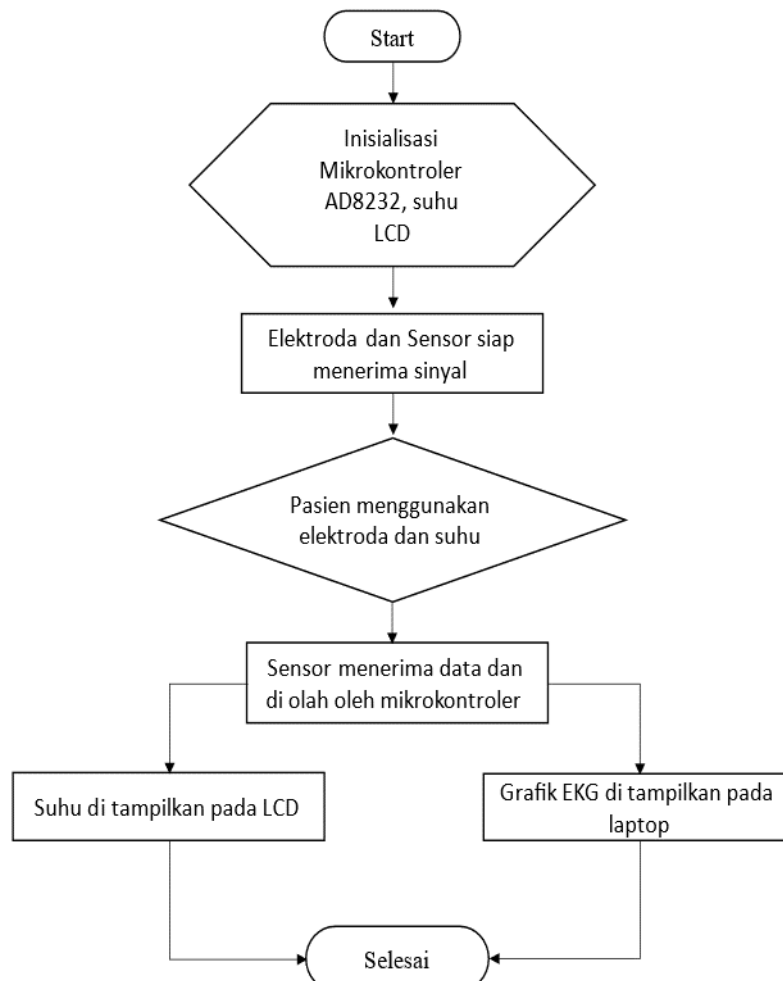 Start
Inisialisasi
Mikrokontroler
AD8232, suhu
LCD
Elektroda dan Sensor siap
menerima sinyal
Pasien menggunakan
elektroda dan suhu
Sensor menerima data dan
di olah oleh mikrokontroler
Suhu di tampilkan pada LCD
Grafik EKG di tampilkan pada
laptop
Selesai